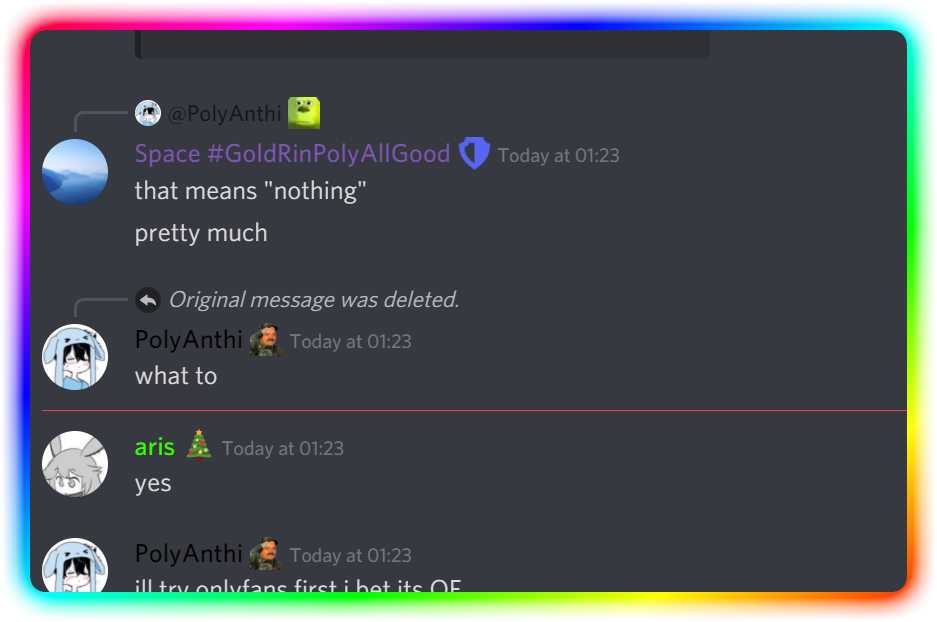 @PolyAnthi
Space #GoldRinPolyAllGood Today at 01:23
that means "nothing"
pretty much
Original message was deleted.
PolyAnthi Today at 01:23
what to
aris Today at 01:23
yes
PolyAnthi Today at 01:23
ill try onlyfans first i bet its OF